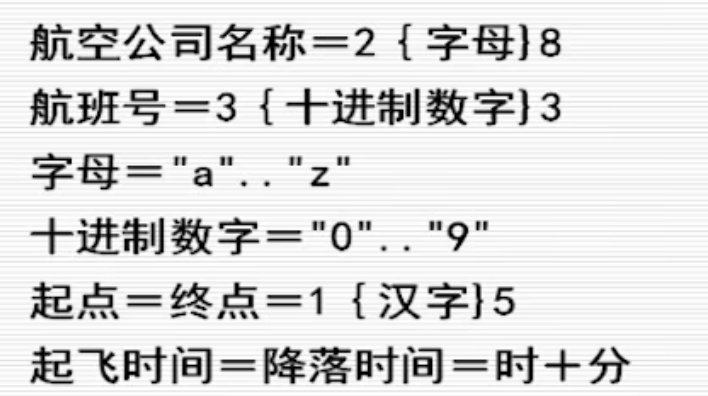 航空公司名称＝2｛字母}8
航班号＝3｛十进制数字}3
字母＝"a".."z"
十进制数字＝"0".."9"
起点＝终点＝1｛汉字}5
起飞时间＝降落时间＝时＋分